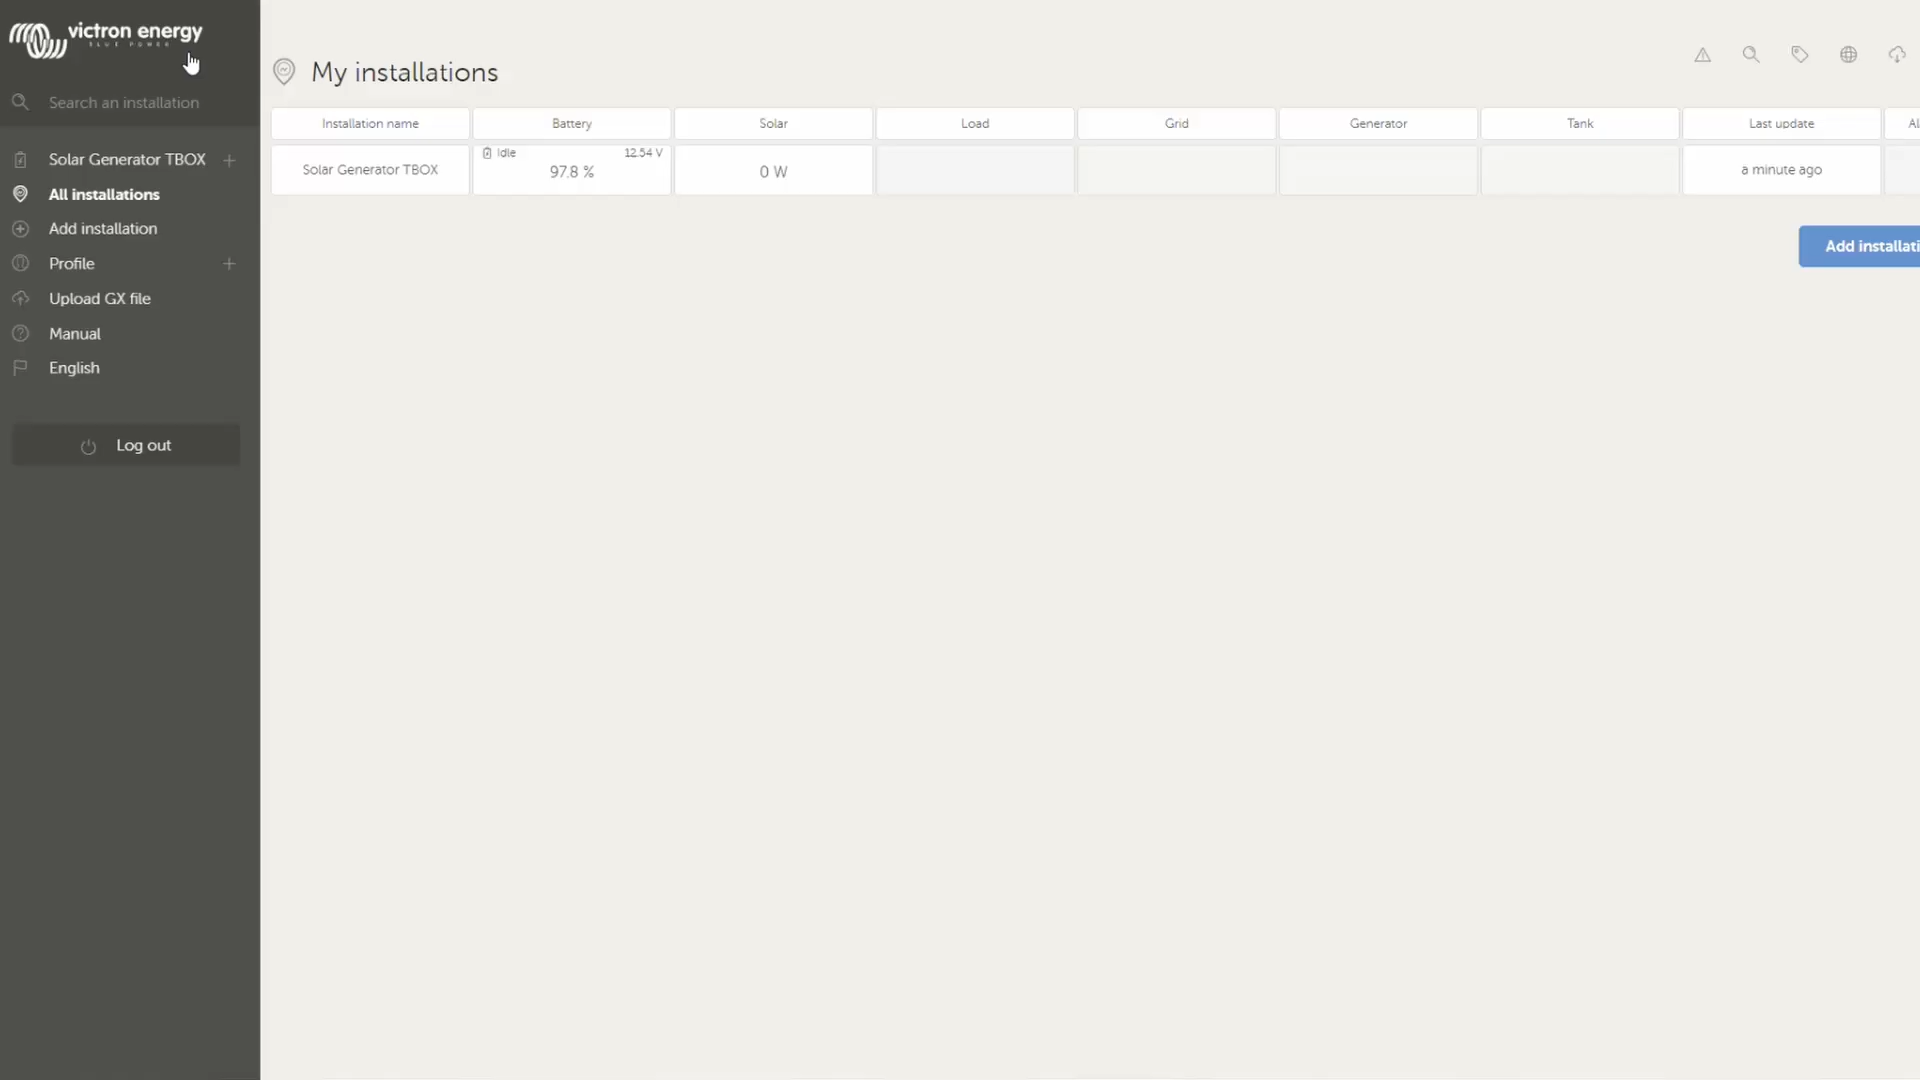 victron energy
BLUE POWER
Search an installation
Solar Generator TBOX
All installations
Add installation
Profile
Upload GX file
Manual
English
Log out
My installations
Installation name Battery Solar Load Grid Generator Tank Last update Al
Idle 12.54 V
Solar Generator TBOX 97.8 % 0 W a minute ago
Add installati